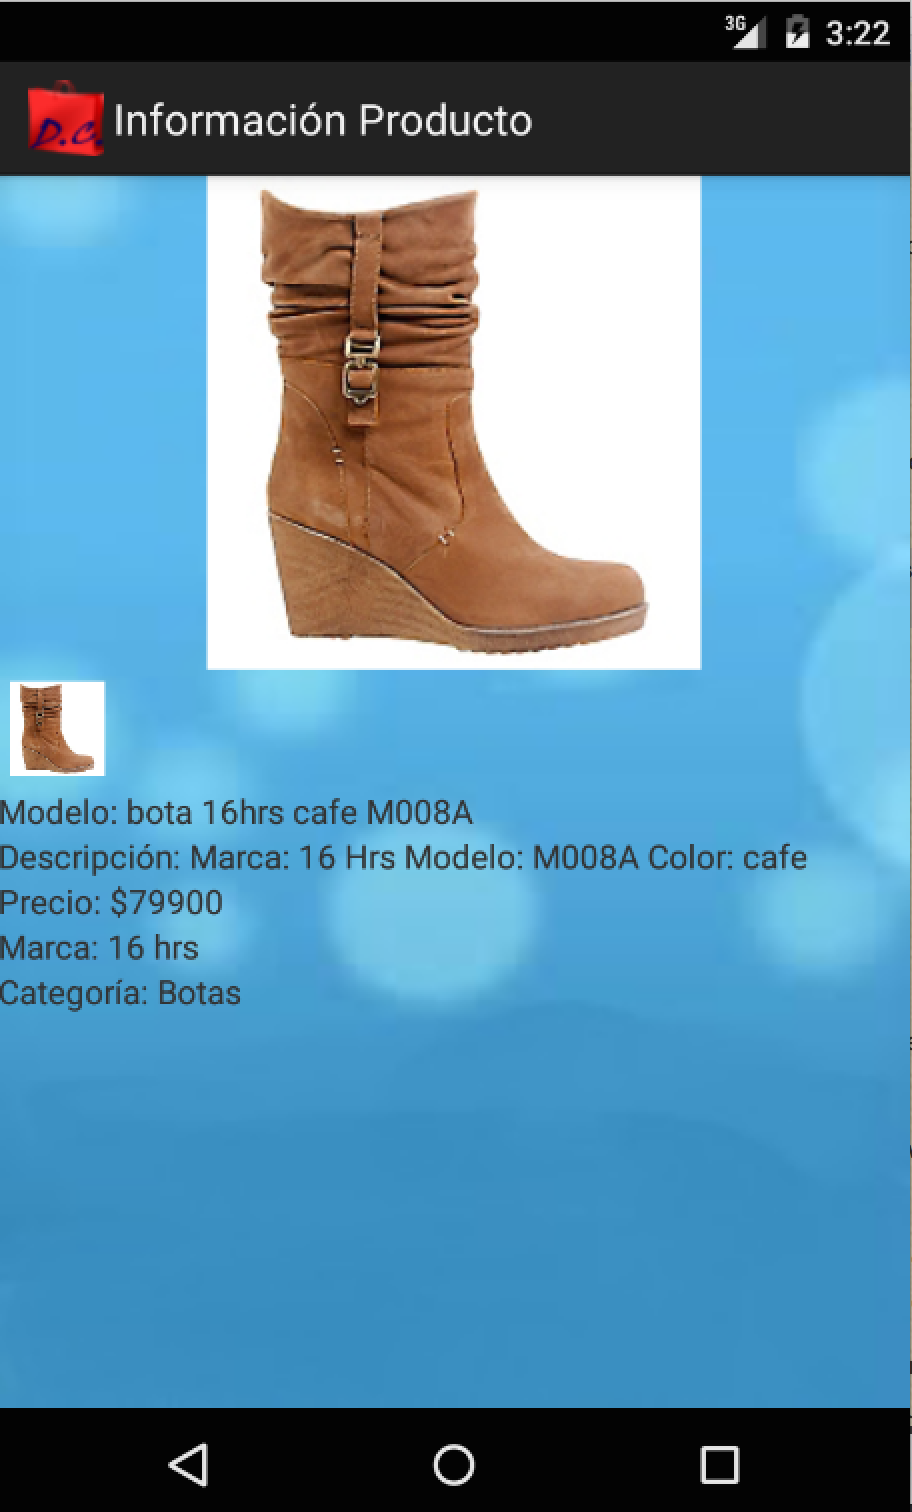 3G 3:22
D.C. Información Producto
Modelo: bota 16hrs cafe M008A
Descripción: Marca: 16 Hrs Modelo: M008A Color: cafe
Precio: $79900
Marca: 16 hrs
Categoría: Botas